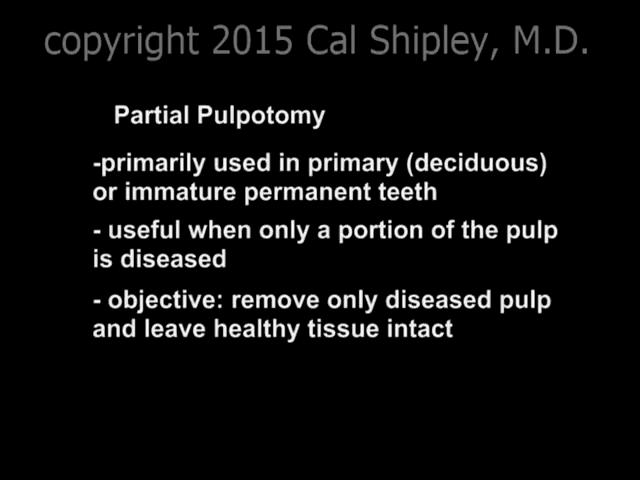 copyright 2015 Cal Shipley, M.D.
Partial Pulpotomy
-primarily used in primary (deciduous)
or immature permanent teeth
- useful when only a portion of the pulp
is diseased
- objective: remove only diseased pulp
and leave healthy tissue intact